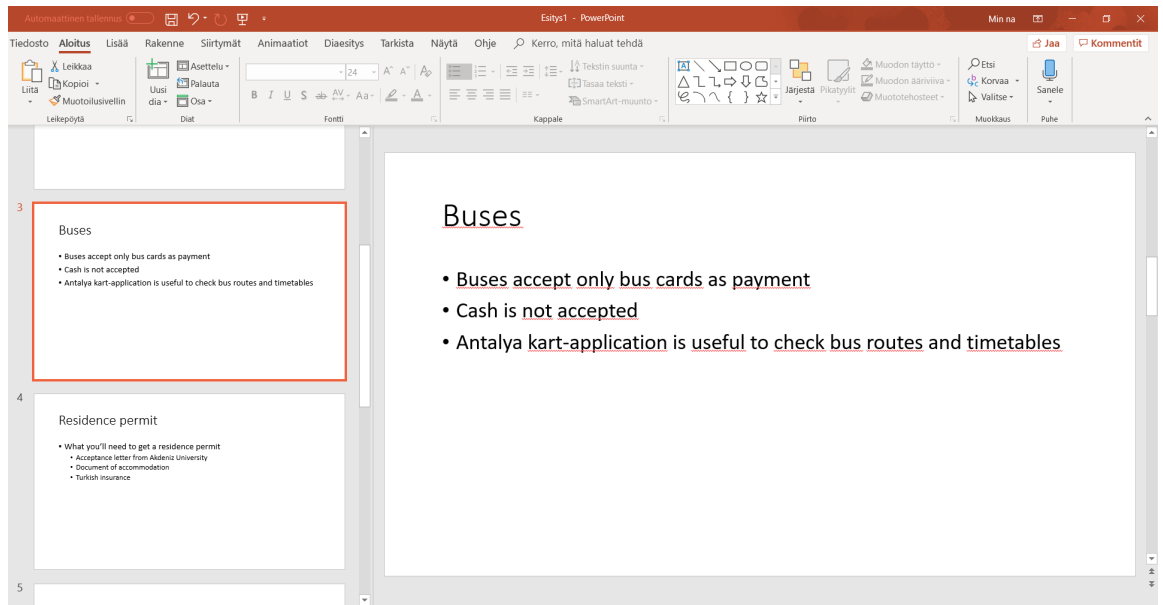 Automaattinen tallennus
Esitys1 - PowerPoint
Min na
Tiedosto Aloitus Lisää Rakenne Siirtymät Animaatiot Diaesitys Tarkista Näytä Ohje Kerro, mitä haluat tehdä
Jaa Kommentit
Liitä
Leikkaa
Kopioi
Muotoilusivellin
Leikepöytä
Uusi dia
Asettelu
Palauta
Osa
Diat
24
B I U S ab AV Aa A
Fontti
Tekstin suunta
Tasaa teksti
SmartArt-muunto
Kappale
Järjestä
Pikatyylit
Muodon täyttö
Muodon ääriviiva
Muototehosteet
Piirto
Etsi
Korvaa
Valitse
Muokkaus
Sanele
Puhe
3
Buses
• Buses accept only bus cards as payment
• Cash is not accepted
• Antalya kart-application is useful to check bus routes and timetables
4
Residence permit
• What you'll need to get a residence permit
• Acceptance letter from Akdeniz University
• Document of accommodation
• Turkish insurance
5
Buses
• Buses accept only bus cards as payment
• Cash is not accepted
• Antalya kart-application is useful to check bus routes and timetables